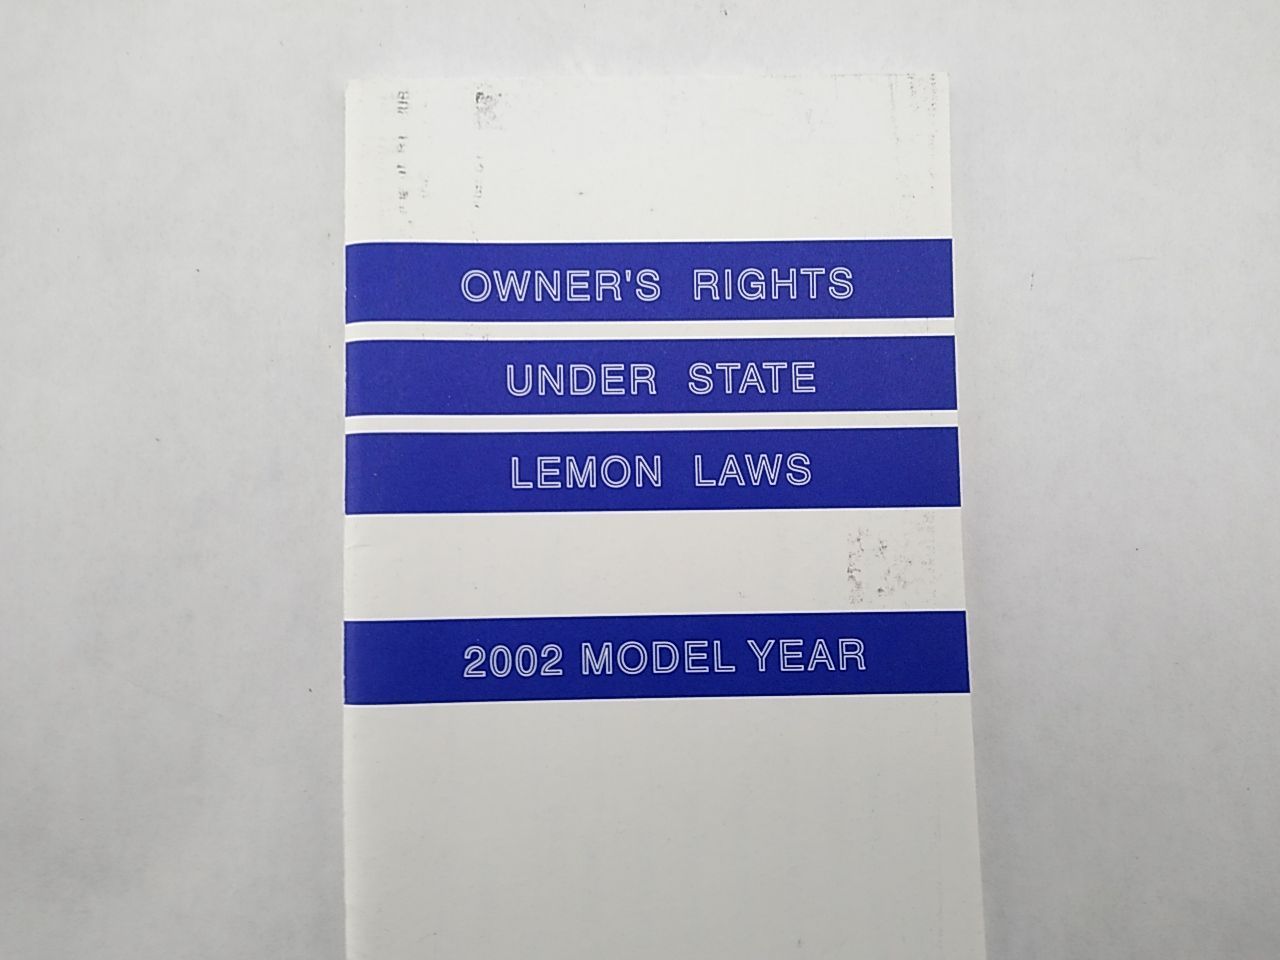 OWNER'S RIGHTS
UNDER STATE
LEMON LAWS
2002 MODEL YEAR